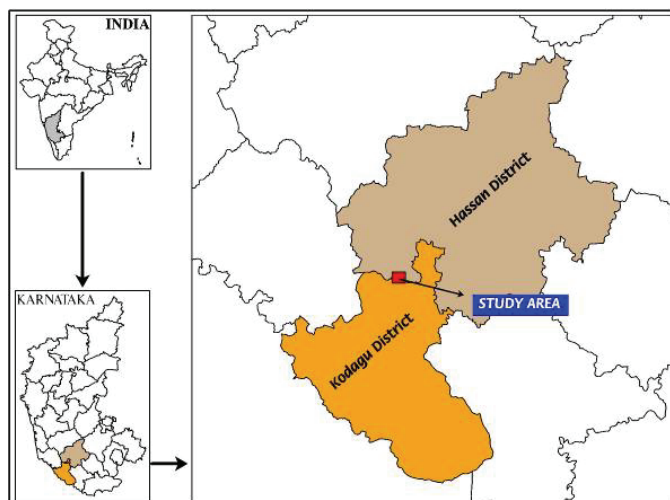 INDIA
KARNATAKA
Hassan District
STUDY AREA
Kodagu District